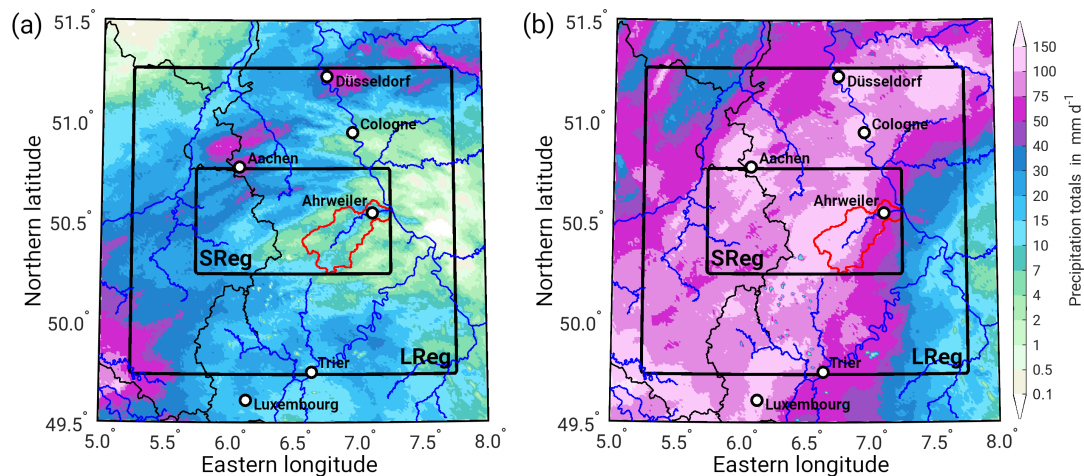 (a)
51.5°
51.0°
50.5°
50.0°
49.5°
Northern latitude
Düsseldorf
Cologne
Aachen
Ahrweiler
SReg
LReg
Trier
Luxembourg
5.0°
5.5°
6.0°
6.5°
7.0°
7.5°
8.0°
Eastern longitude
(b)
51.5°
51.0°
50.5°
50.0°
49.5°
Northern latitude
Düsseldorf
Cologne
Aachen
Ahrweiler
SReg
LReg
Trier
Luxembourg
5.0°
5.5°
6.0°
6.5°
7.0°
7.5°
8.0°
Eastern longitude
150
100
75
50
40
30
20
15
10
7
4
2
1
0.5
0.1
Precipitation totals in mm d⁻¹